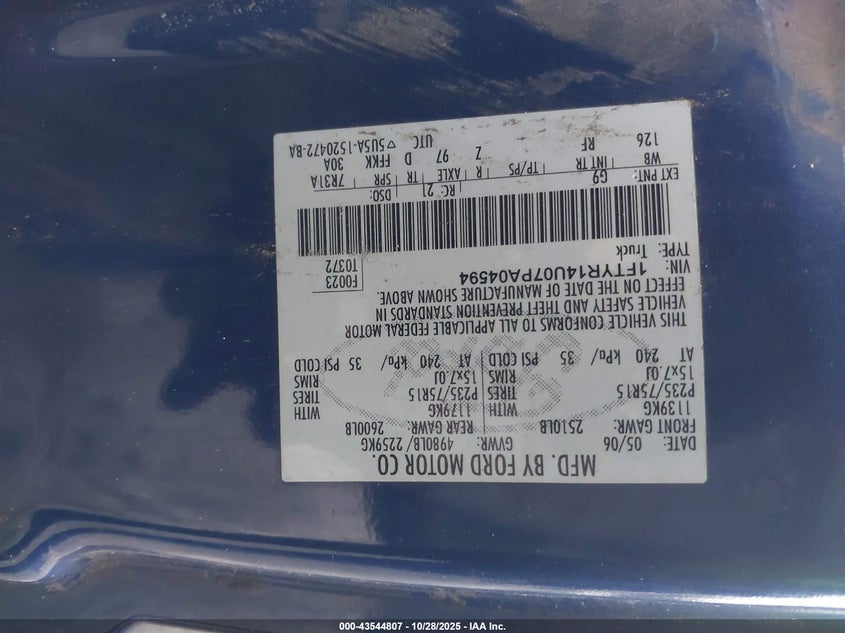 MFD. BY FORD MOTOR CO.
DATE: 05/06 GVWR: 4980LB/ 2259KG
FRONT GAWR: 2510LB REAR GAWR: 2600LB
1139KG WITH 1179KG WITH
P235/75R15 TIRES P235/75R15 TIRES
15x7.0J RIMS 15x7.0J RIMS
AT 240 kPa/ 35 PSI COLD AT 240 kPa/ 35 PSI COLD
THIS VEHICLE CONFORMS TO ALL APPLICABLE FEDERAL MOTOR
VEHICLE SAFETY AND THEFT PREVENTION STANDARDS IN
EFFECT ON THE DATE OF MANUFACTURE SHOWN ABOVE.
VIN: 1FTYR14U07PA04594
TYPE: Truck
F0023
T0372
EXT PNT: G9 RC: 21 DSO:
WB INT TR TP/PS R AXLE TR SPR 7R31A
126 RF Z 97 D FFKK 30A
UTC ▽5U5A-1520472-BA
000-43544807 - 10/28/2025 - IAA Inc.